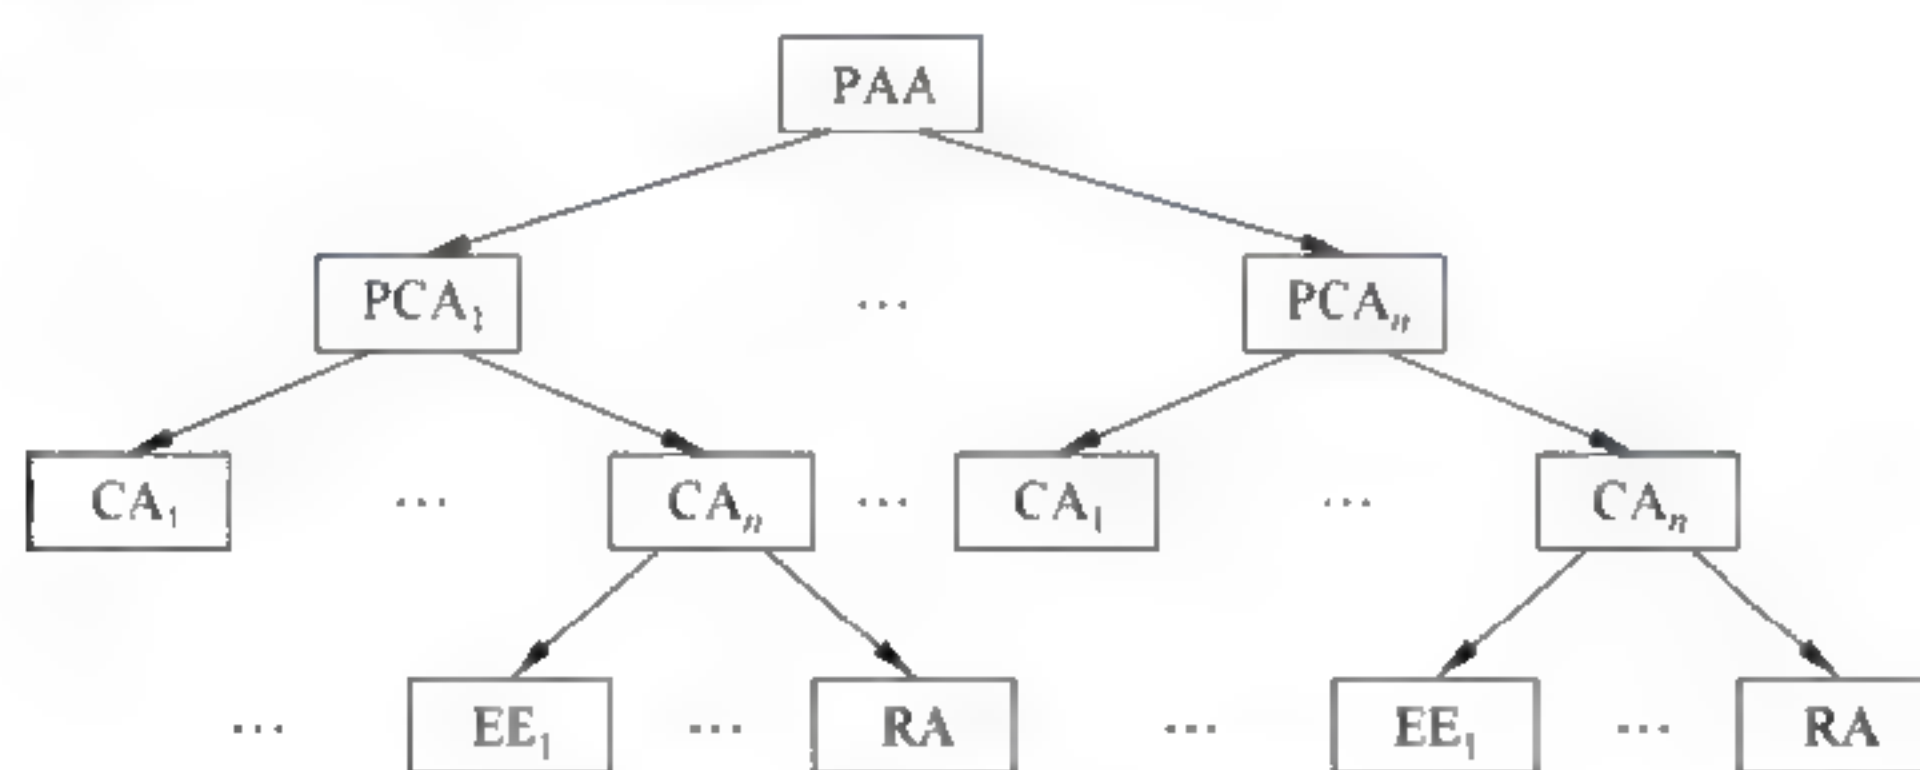 PAA
PCA₁ ... PCAₙ
CA₁ ... CAₙ ... CA₁ ... CAₙ
... EE₁ ... RA ... EE₁ ... RA